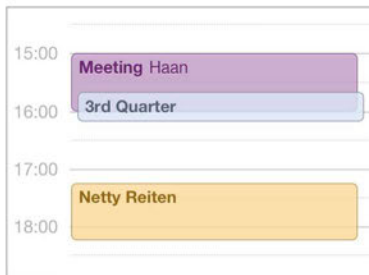 15:00
Meeting Haan
3rd Quarter
16:00
17:00
Netty Reiten
18:00